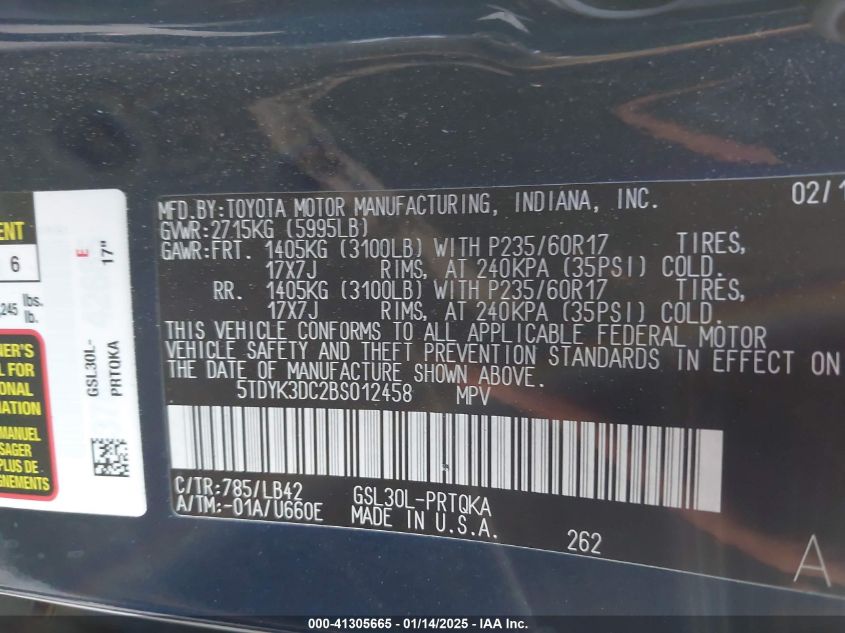 MFD.BY:TOYOTA MOTOR MANUFACTURING, INDIANA, INC. 02/1
GVWR:2715KG (5995LB)
GAWR:FRT. 1405KG (3100LB) WITH P235/60R17 TIRES,
17X7J RIMS, AT 240KPA (35PSI) COLD.
RR. 1405KG (3100LB) WITH P235/60R17 TIRES,
17X7J RIMS, AT 240KPA (35PSI) COLD.
THIS VEHICLE CONFORMS TO ALL APPLICABLE FEDERAL MOTOR
VEHICLE SAFETY AND THEFT PREVENTION STANDARDS IN EFFECT ON
THE DATE OF MANUFACTURE SHOWN ABOVE.
5TDYK3DC2BS012458 MPV
C/TR:785/LB42 GSL30L-PRTQKA
A/TM:-01A/U660E MADE IN U.S.A.
262
A
ENT
6
245 lbs.
lb.
NER'S
L FOR
ONAL
MATION
MANUEL
SAGER
PLUS DE
GNEMENTS
GSL30L-
PRTQKA
E
17"
000-41305665 - 01/14/2025 - IAA Inc.